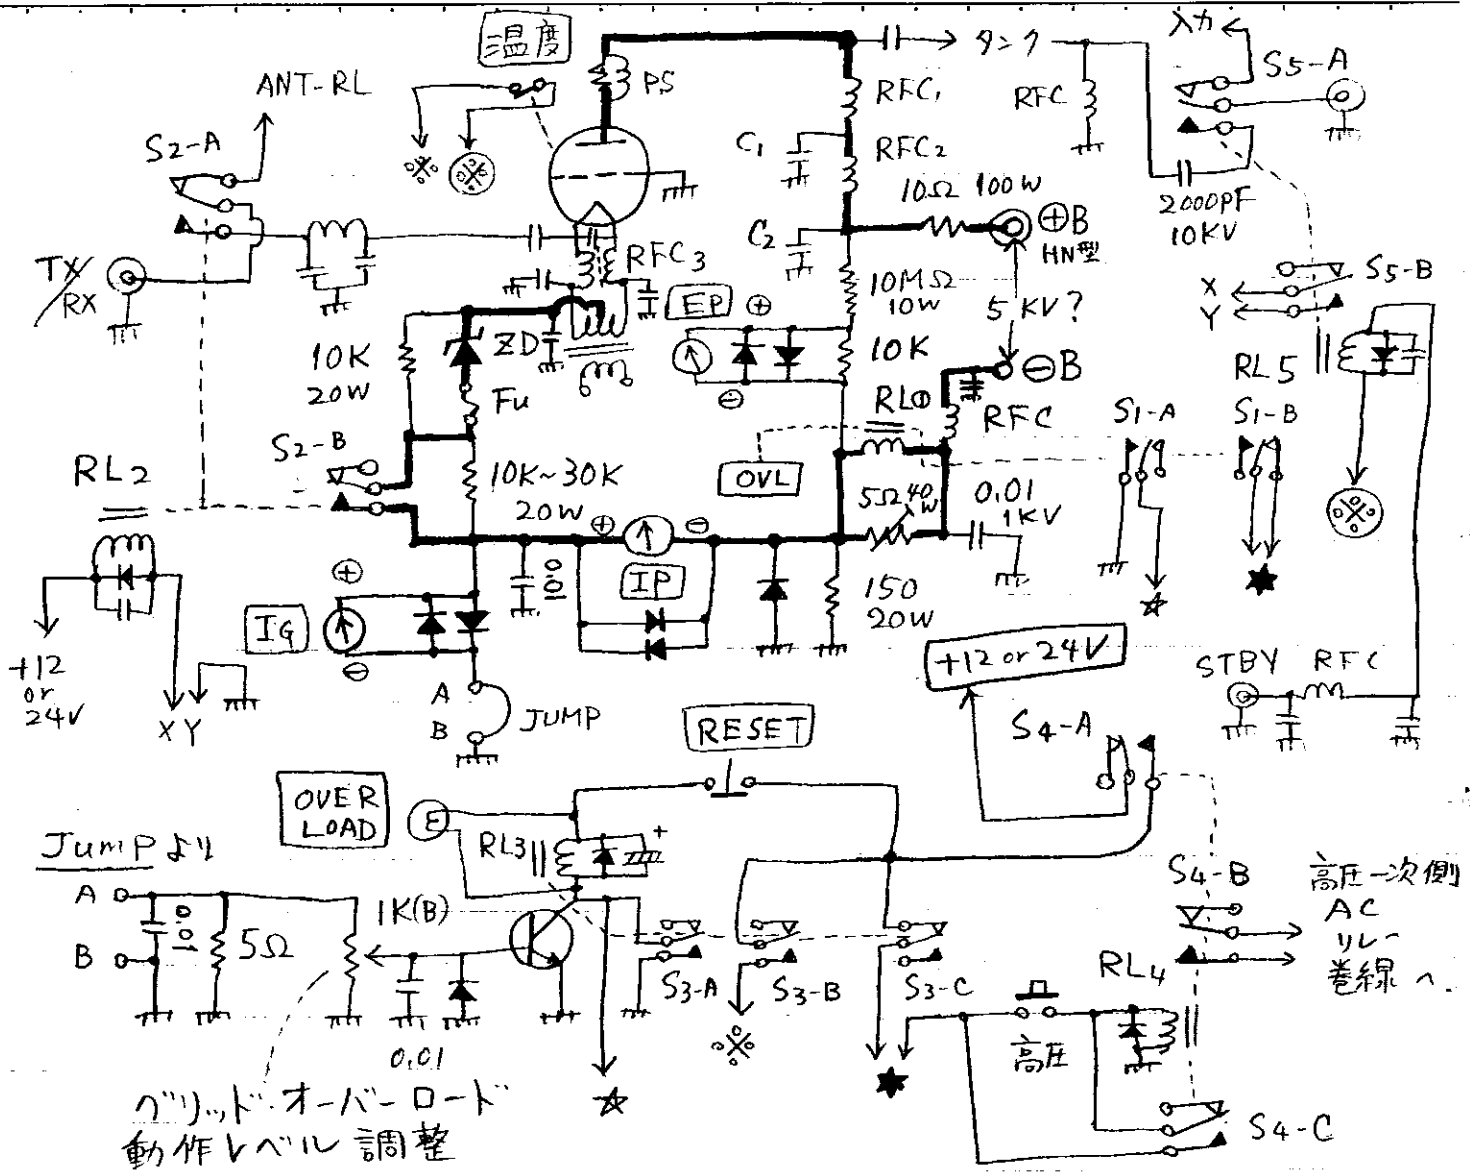 温度
タンク
入力
S5-A
ANT-RL
PS
RFC1
RFC
S2-A
C1
RFC2
※
※
10Ω 100W
⊕B
HN型
2000PF
10KV
C2
TX/RX
RFC3
EP
⊕
10MΩ
10W
5KV?
S5-B
X
Y
10K
20W
ZD
10K
⊖B
RL5
Fu
⊖
RL①
RFC
S1-A
S1-B
S2-B
RL2
10K~30K
20W
OVL
5Ω 40W
0.01
1KV
※
⊕
⊖
IP
0.01
⊕
IG
⊖
150
20W
☆
★
+12
or
24V
X Y
A
B
JUMP
+12 or 24V
STBY
RFC
S4-A
RESET
OVER
LOAD
E
RL3
+
JUMPより
A
B
0.01
5Ω
1K(B)
S3-A
S3-B
S3-C
S4-B
高圧一次側
AC
リレー
巻線へ.
RL4
※
高圧
0.01
☆
★
S4-C
グリッド・オーバーロード
動作レベル調整